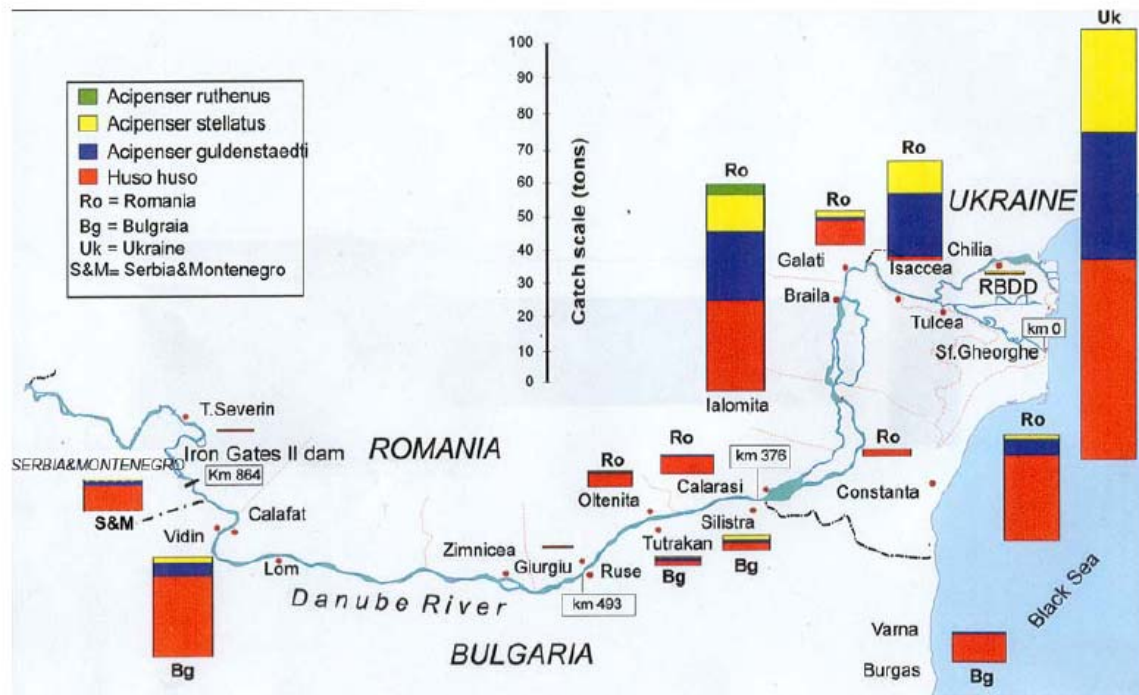 Acipenser ruthenus
Acipenser stellatus
Acipenser guldenstaedti
Huso huso
Ro = Romania
Bg = Bulgraia
Uk = Ukraine
S&M= Serbia&Montenegro
Catch scale (tons)
100
90
80
70
60
50
40
30
20
10
0
Uk
Ro
Ro
Ro
UKRAINE
Galati
Chilia
Isaccea
RBDD
Braila
Tulcea
km 0
Sf.Gheorghe
Ialomita
T.Severin
ROMANIA
Iron Gates II dam
SERBIA&MONTENEGRO
Km 864
S&M
Calafat
Vidin
Lom
Bg
Ro
Oltenita
Ro
Calarasi
km 376
Ro
Constanta
Ro
Silistra
Tutrakan
Bg
Bg
Zimnicea
Giurgiu
Ruse
km 493
Danube River
BULGARIA
Black Sea
Varna
Burgas
Bg